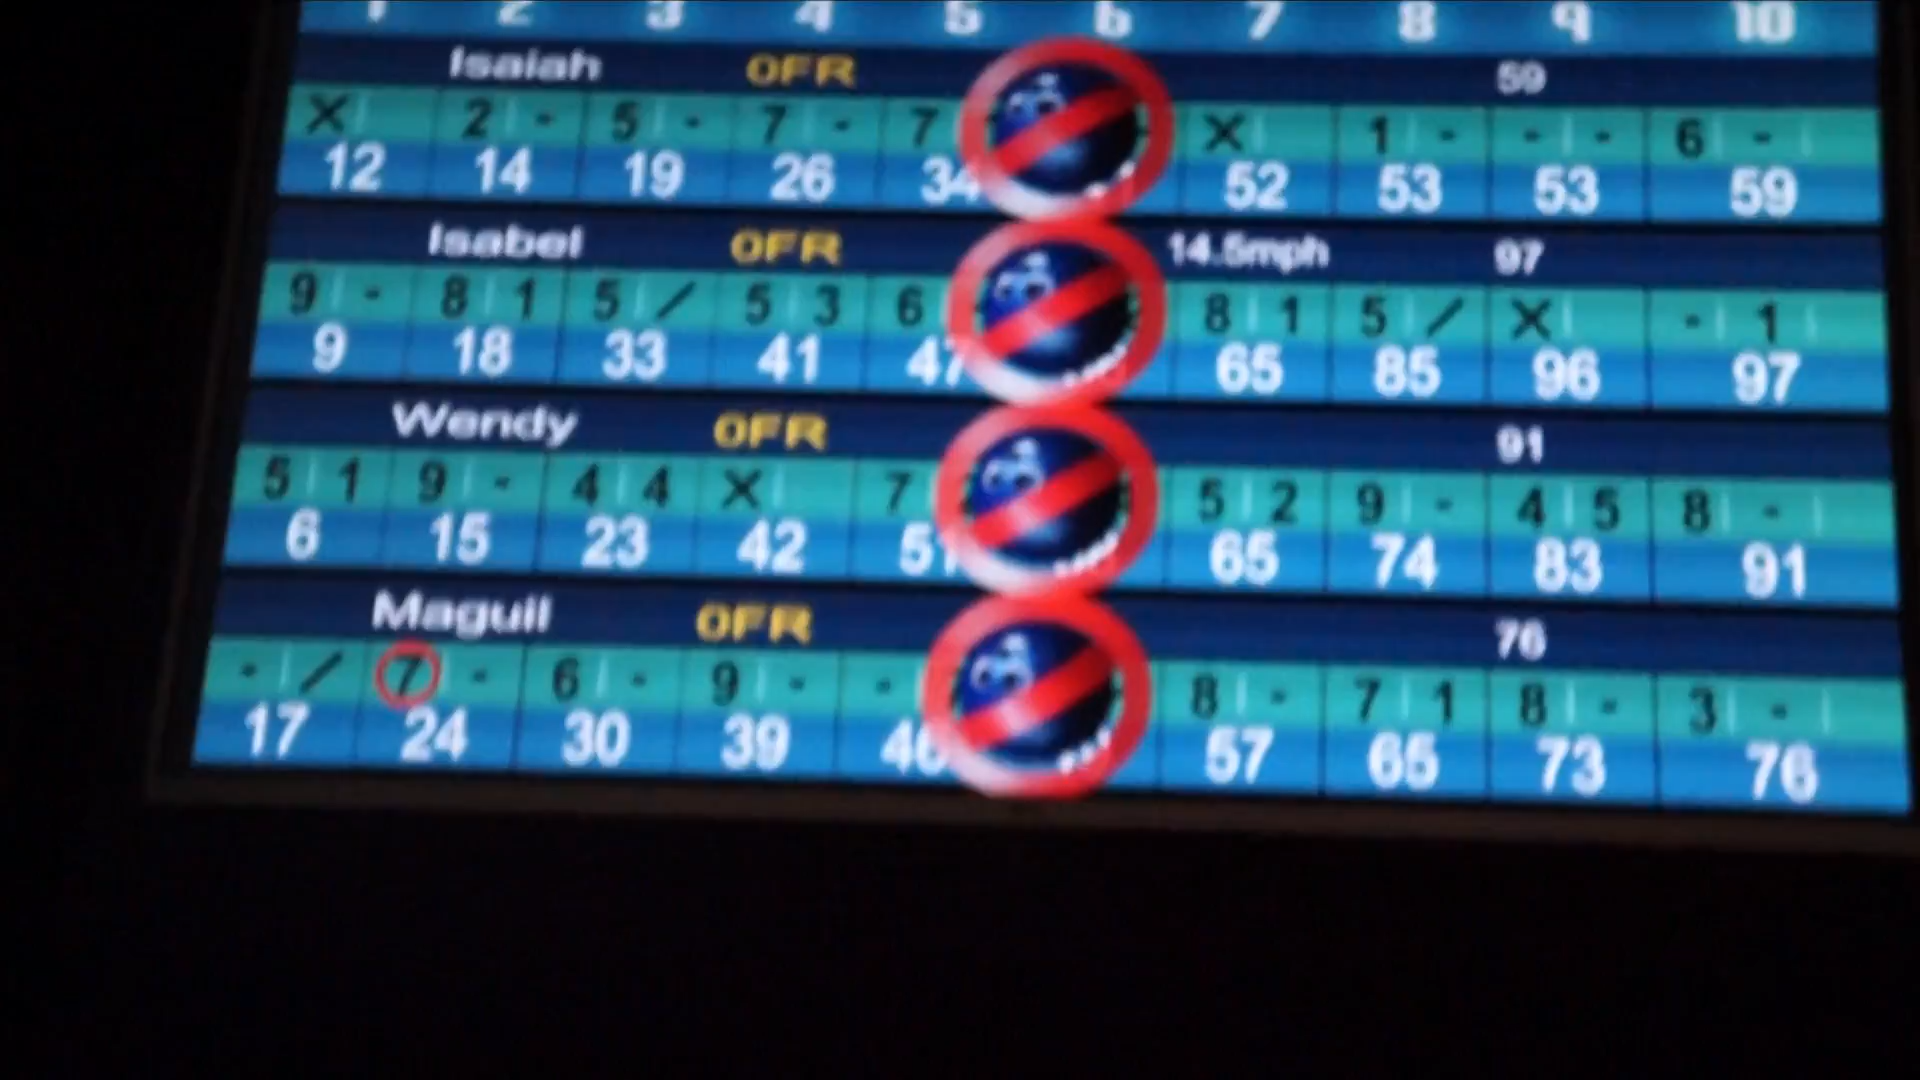 1 2 3 4 5 6 7 8 9 10
Isaiah OFR 59
X 2 - 5 - 7 - 7 X 1 - - - 6 -
12 14 19 26 34 52 53 53 59
Isabel OFR 14.5mph 97
9 - 8 1 5 / 5 3 6 8 1 5 / X - 1
9 18 33 41 47 65 85 96 97
Wendy OFR 91
5 1 9 - 4 4 X 7 5 2 9 - 4 5 8 -
6 15 23 42 51 65 74 83 91
Maguil OFR 76
- / 7 - 6 - 9 - - 8 - 7 1 8 - 3 -
17 24 30 39 46 57 65 73 76